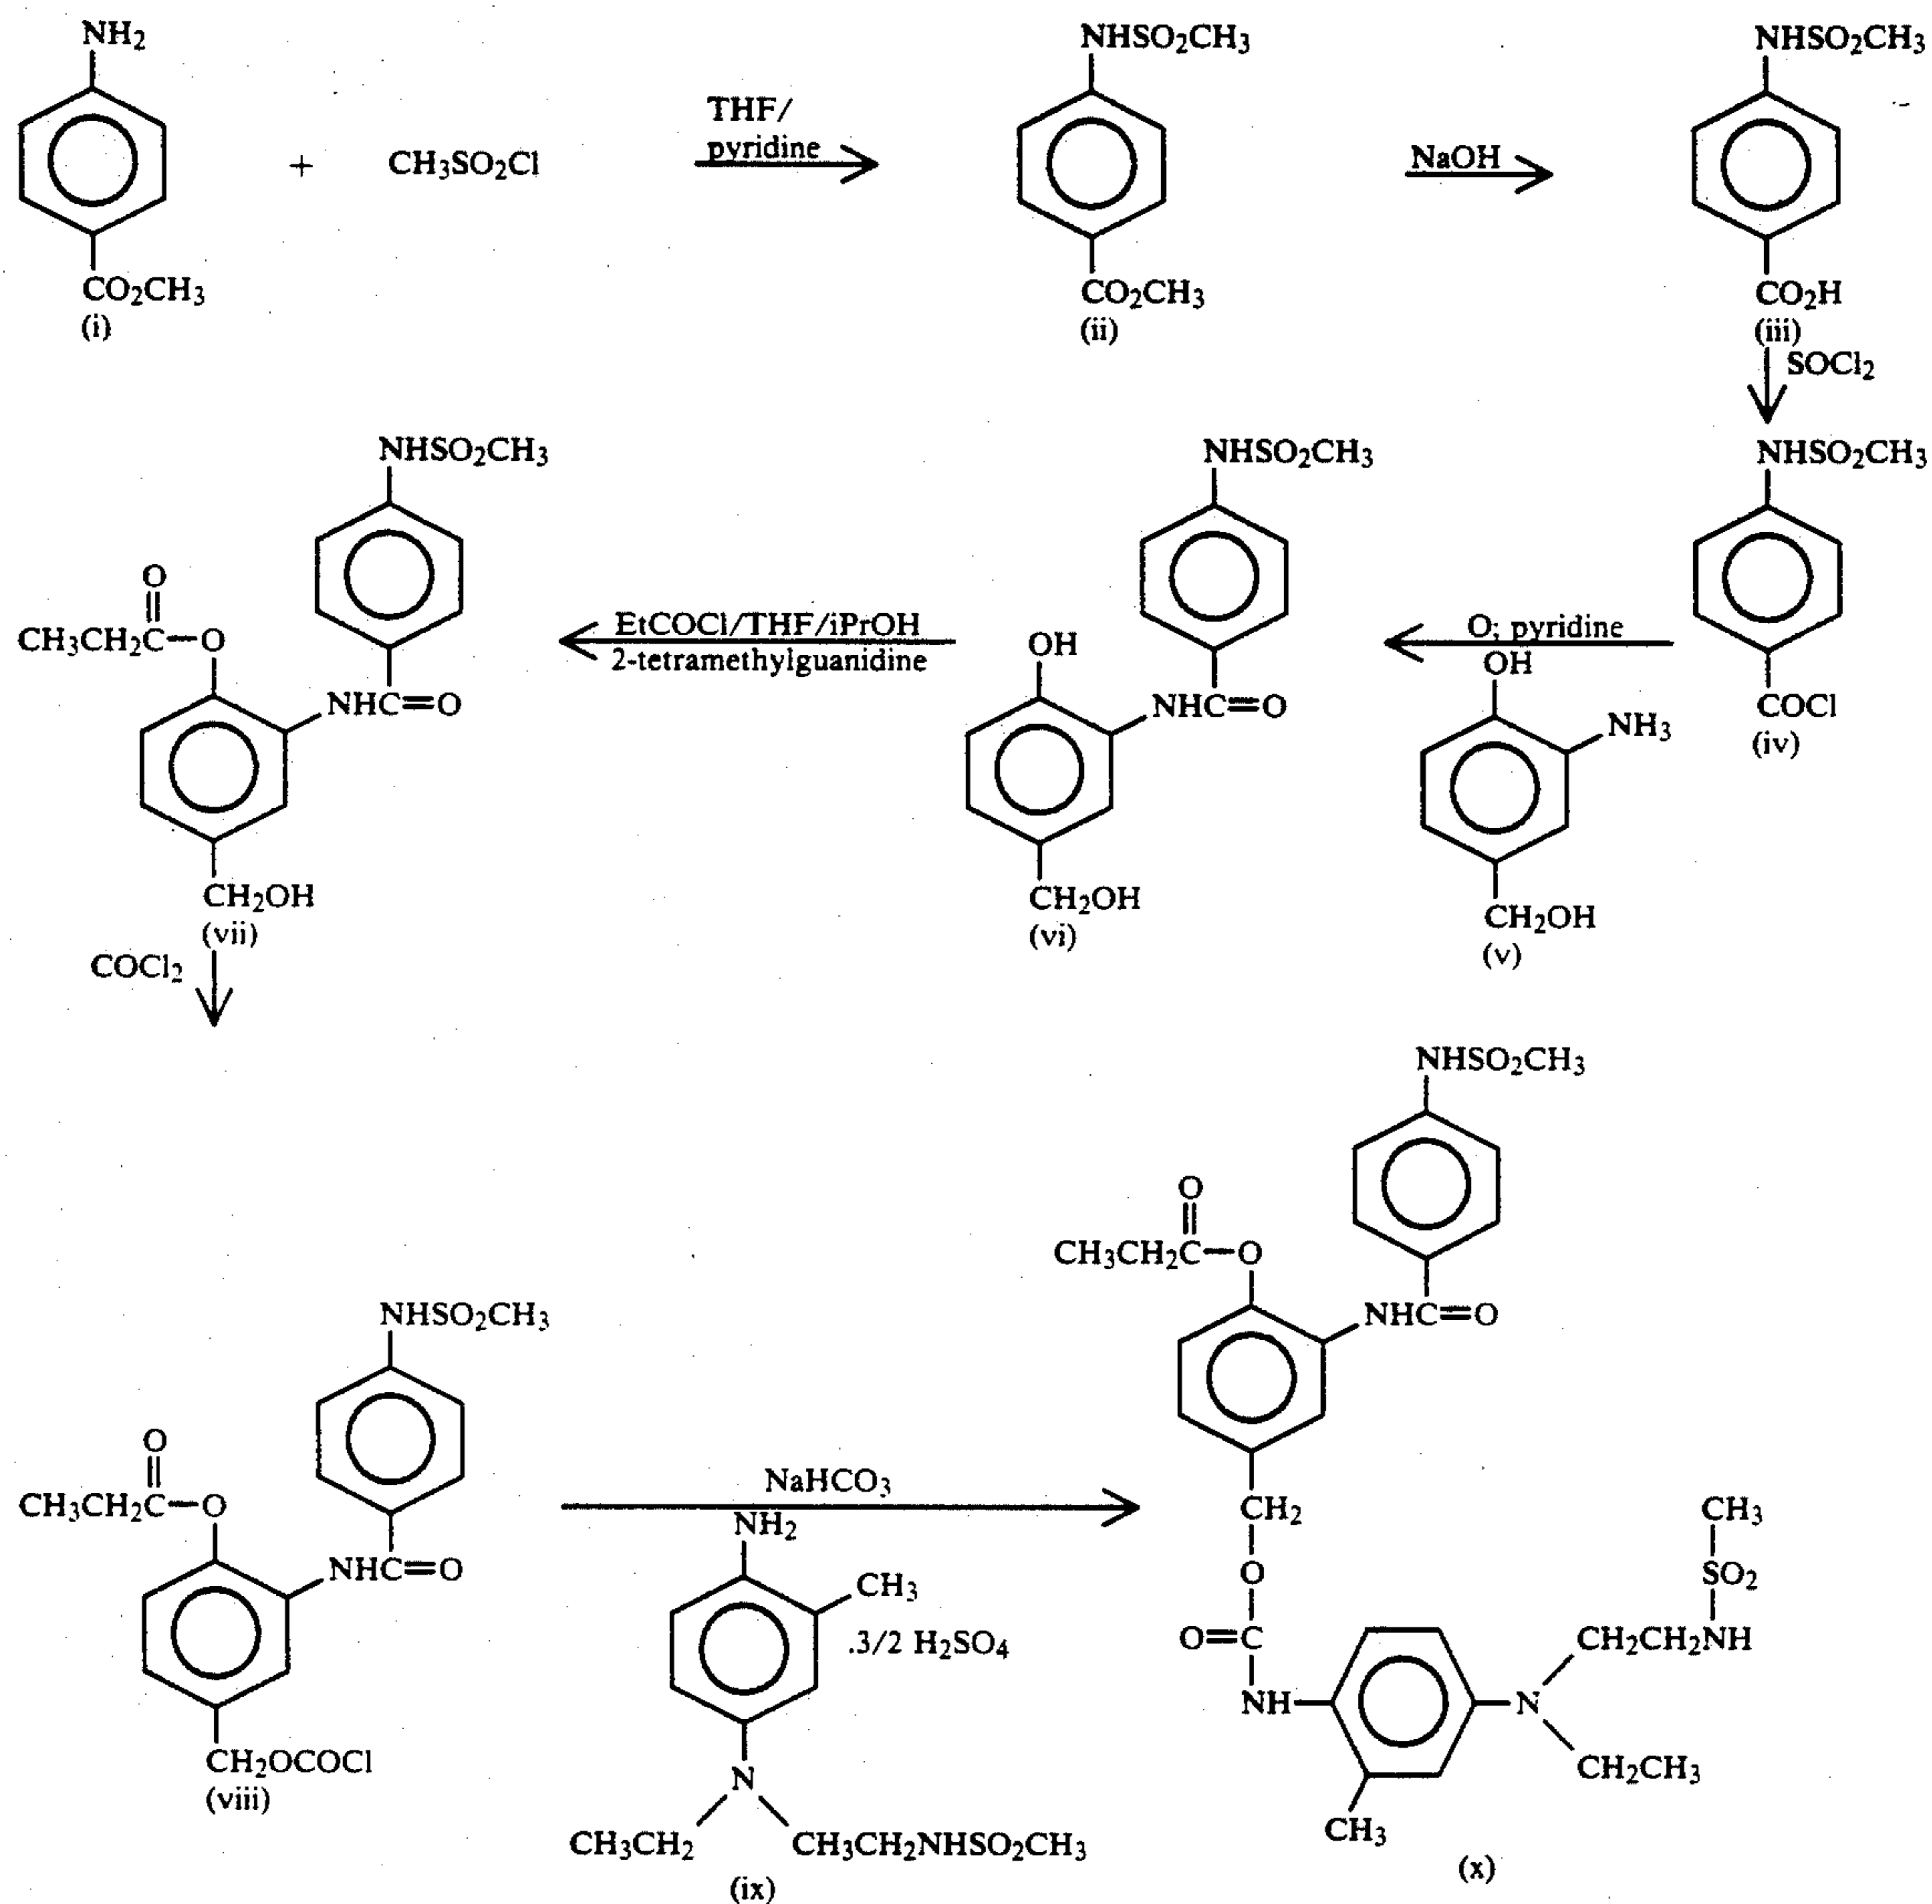 NH2
CO2CH3
(i)
+
CH3SO2Cl
THF/
pyridine
NHSO2CH3
CO2CH3
(ii)
NaOH
NHSO2CH3
CO2H
(iii)
SOCl2
NHSO2CH3
COCl
(iv)
O; pyridine
OH
NH3
CH2OH
(v)
NHSO2CH3
OH
NHC=O
CH2OH
(vi)
EtCOCl/THF/iPrOH
2-tetramethylguanidine
NHSO2CH3
O
CH3CH2C-O
NHC=O
CH2OH
(vii)
COCl2
NHSO2CH3
O
CH3CH2C-O
NHC=O
CH2OCOCl
(viii)
NaHCO3
NH2
CH3
.3/2 H2SO4
N
CH3CH2
CH3CH2NHSO2CH3
(ix)
NHSO2CH3
O
CH3CH2C-O
NHC=O
CH2
O
O=C
NH
CH3
N
CH3
SO2
CH2CH2NH
CH2CH3
(x)